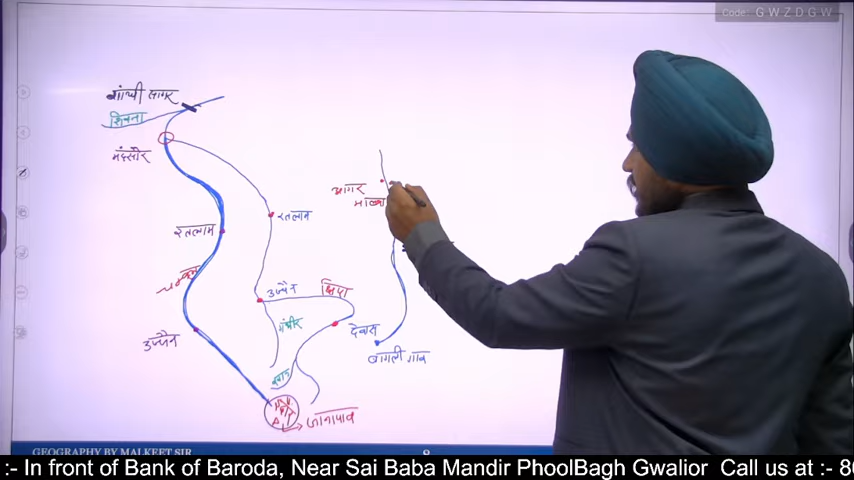 Code: G W Z D G W
गांधी सागर
शिवना
मंदसौर
रतलाम
चम्बल
उज्जैन
रतलाम
उज्जैन
क्षिप्रा
गंभीर
देवास
खान
जानापाव
आगर
मालवा
बागली गांव
GEOGRAPHY BY MALKEET SIR
:- In front of Bank of Baroda, Near Sai Baba Mandir PhoolBagh Gwalior Call us at :- 8